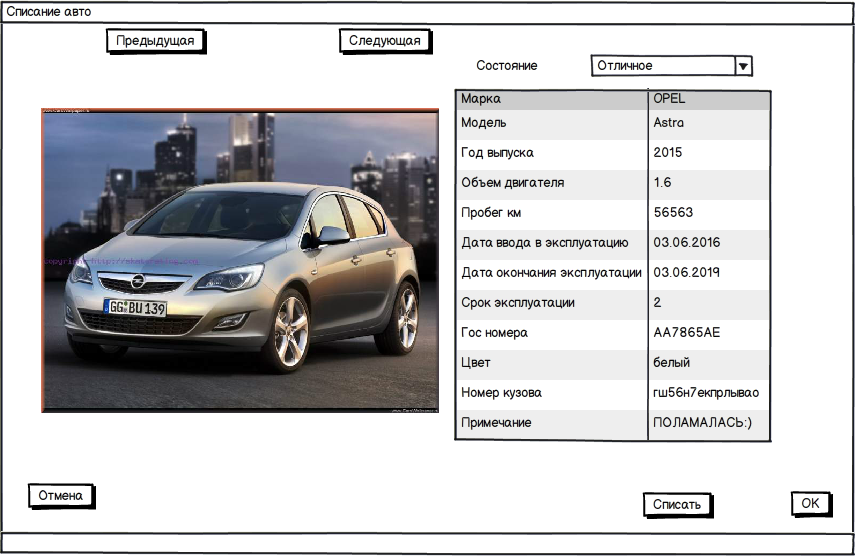 Списание авто
Предыдущая
Следующая
Состояние
Отличное
Марка OPEL
Модель Astra
Год выпуска 2015
Объем двигателя 1.6
Пробег км 56563
Дата ввода в эксплуатацию 03.06.2016
Дата окончания эксплуатации 03.06.2019
Срок эксплуатации 2
Гос номера AA7865AE
Цвет белый
Номер кузова гш56н7екпрлывао
Примечание ПОЛАМАЛАСЬ:)
GG BU 139
Отмена
Списать
OK